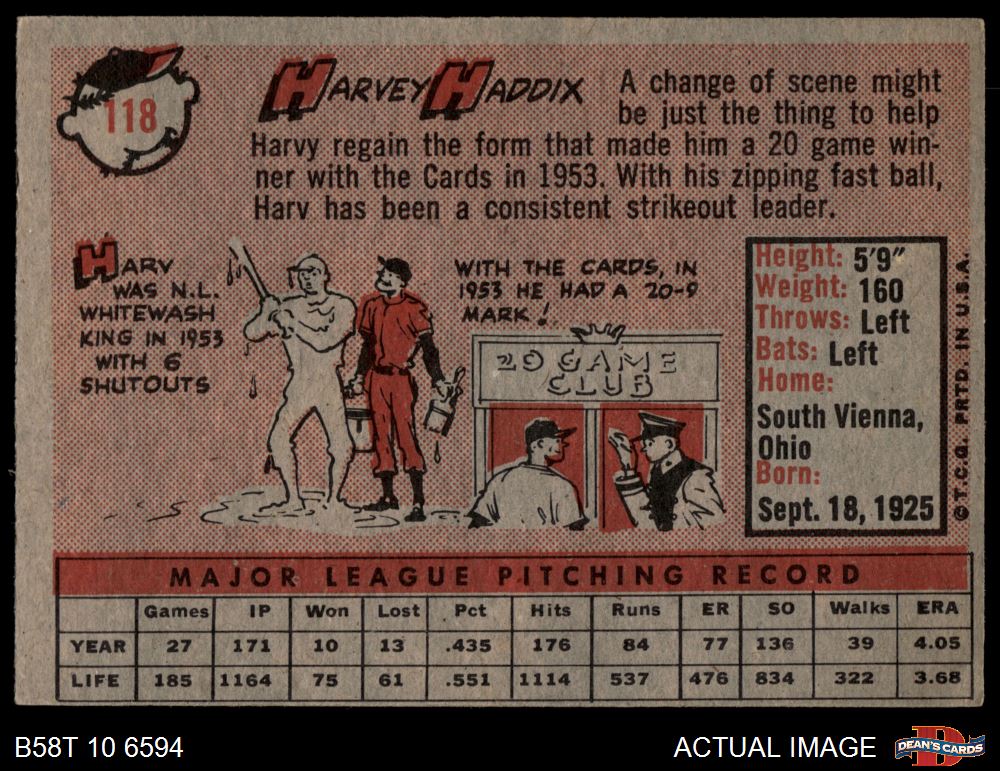 118
HARVEY HADDIX
A change of scene might
be just the thing to help
Harvy regain the form that made him a 20 game win-
ner with the Cards in 1953. With his zipping fast ball,
Harv has been a consistent strikeout leader.
HARV
WAS N.L.
WHITEWASH
KING IN 1953
WITH 6
SHUTOUTS
WITH THE CARDS, IN
1953 HE HAD A 20-9
MARK!
20 GAME
CLUB
Height: 5'9"
Weight: 160
Throws: Left
Bats: Left
Home:
South Vienna,
Ohio
Born:
Sept. 18, 1925
© T.C.G. PRTD. IN U.S.A.
MAJOR LEAGUE PITCHING RECORD
Games IP Won Lost Pct Hits Runs ER SO Walks ERA
YEAR 27 171 10 13 .435 176 84 77 136 39 4.05
LIFE 185 1164 75 61 .551 1114 537 476 834 322 3.68
B58T 10 6594
ACTUAL IMAGE
D
DEAN'S CARDS